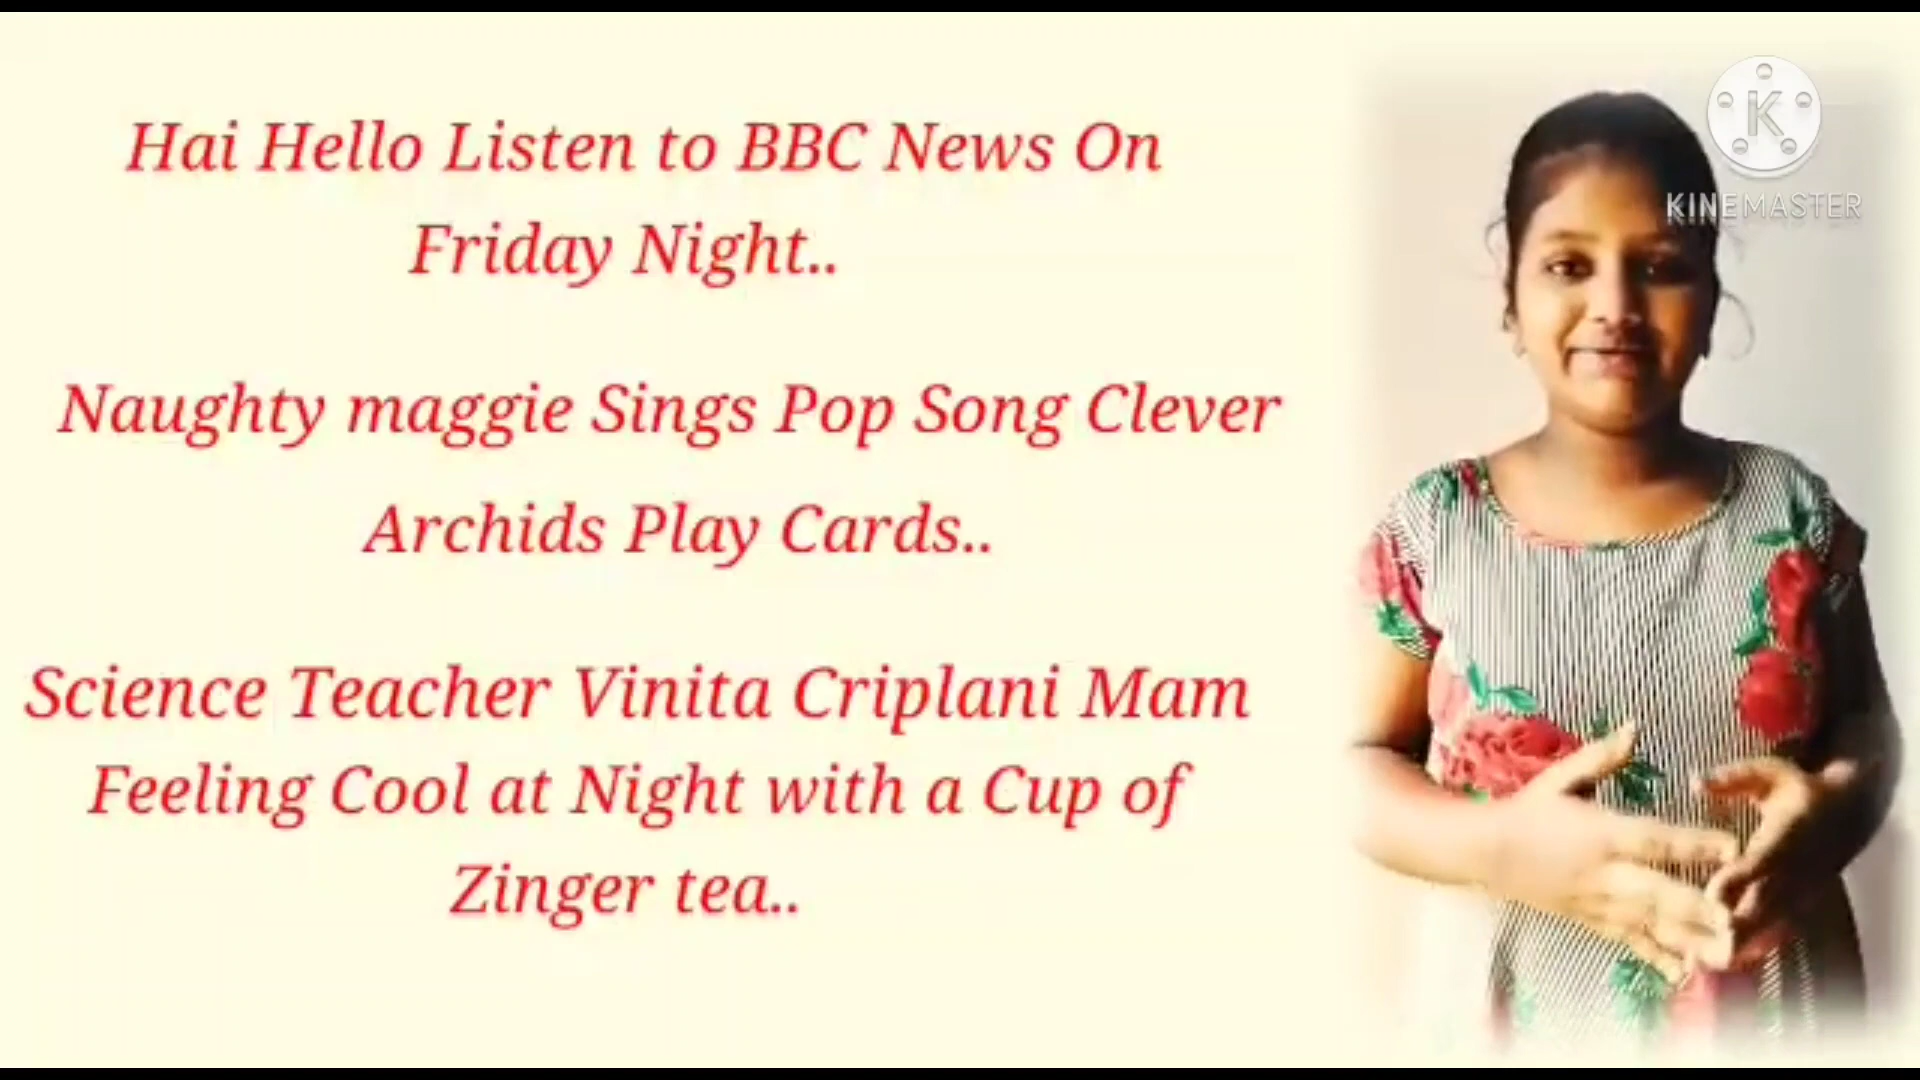 Hai Hello Listen to BBC News On
Friday Night..
Naughty maggie Sings Pop Song Clever
Archids Play Cards..
Science Teacher Vinita Criplani Mam
Feeling Cool at Night with a Cup of
Zinger tea..
K
KINEMASTER